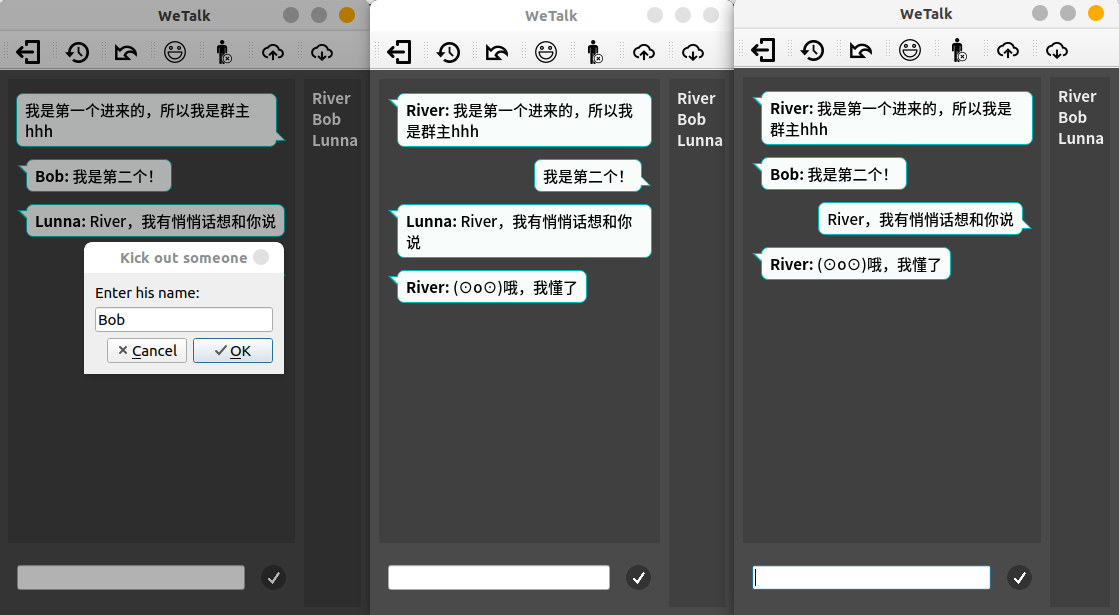 WeTalk
我是第一个进来的，所以我是群主
hhh
Bob: 我是第二个！
Lunna: River，我有悄悄话想和你说
Kick out someone
Enter his name:
Bob
Cancel
OK
River
Bob
Lunna
WeTalk
River: 我是第一个进来的，所以我
是群主hhh
我是第二个！
Lunna: River，我有悄悄话想和你
说
River: (⊙o⊙)哦，我懂了
River
Bob
Lunna
WeTalk
River: 我是第一个进来的，所以我是
群主hhh
Bob: 我是第二个！
River，我有悄悄话想和你说
River: (⊙o⊙)哦，我懂了
River
Bob
Lunna